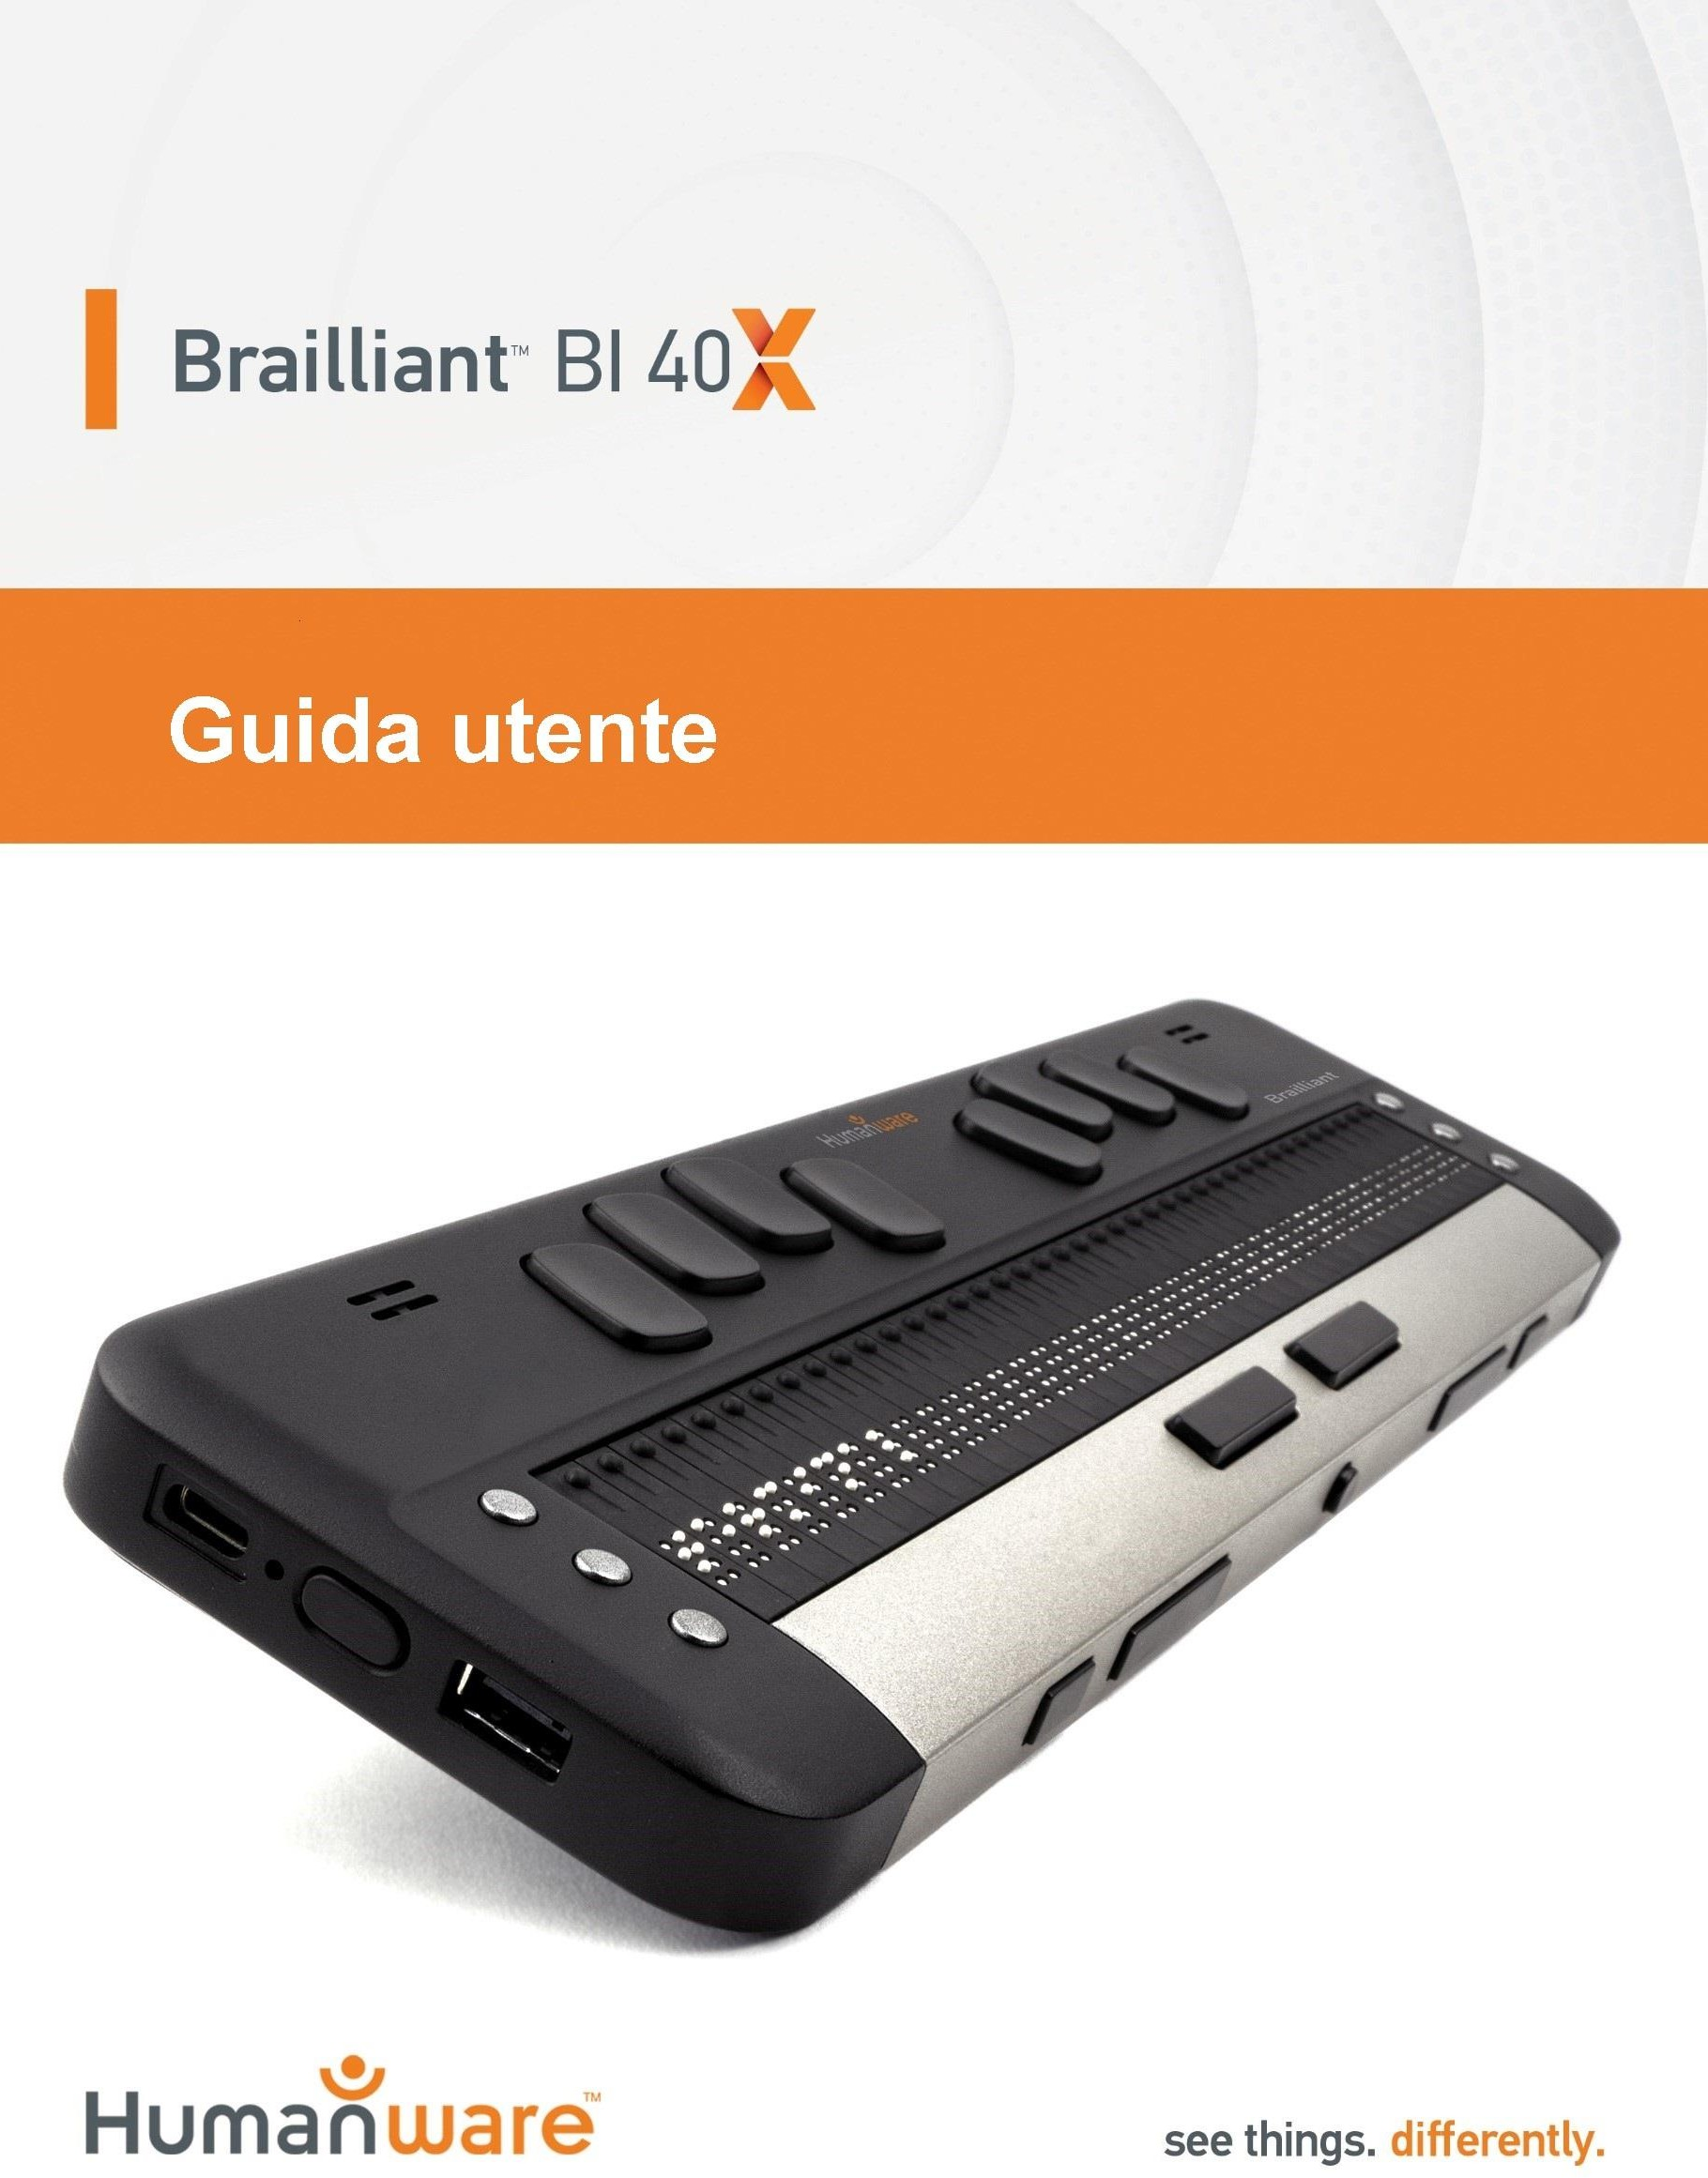 Brailliant™ BI 40X
Guida utente
HumanWare
Brailliant
HumanWare™
see things. differently.